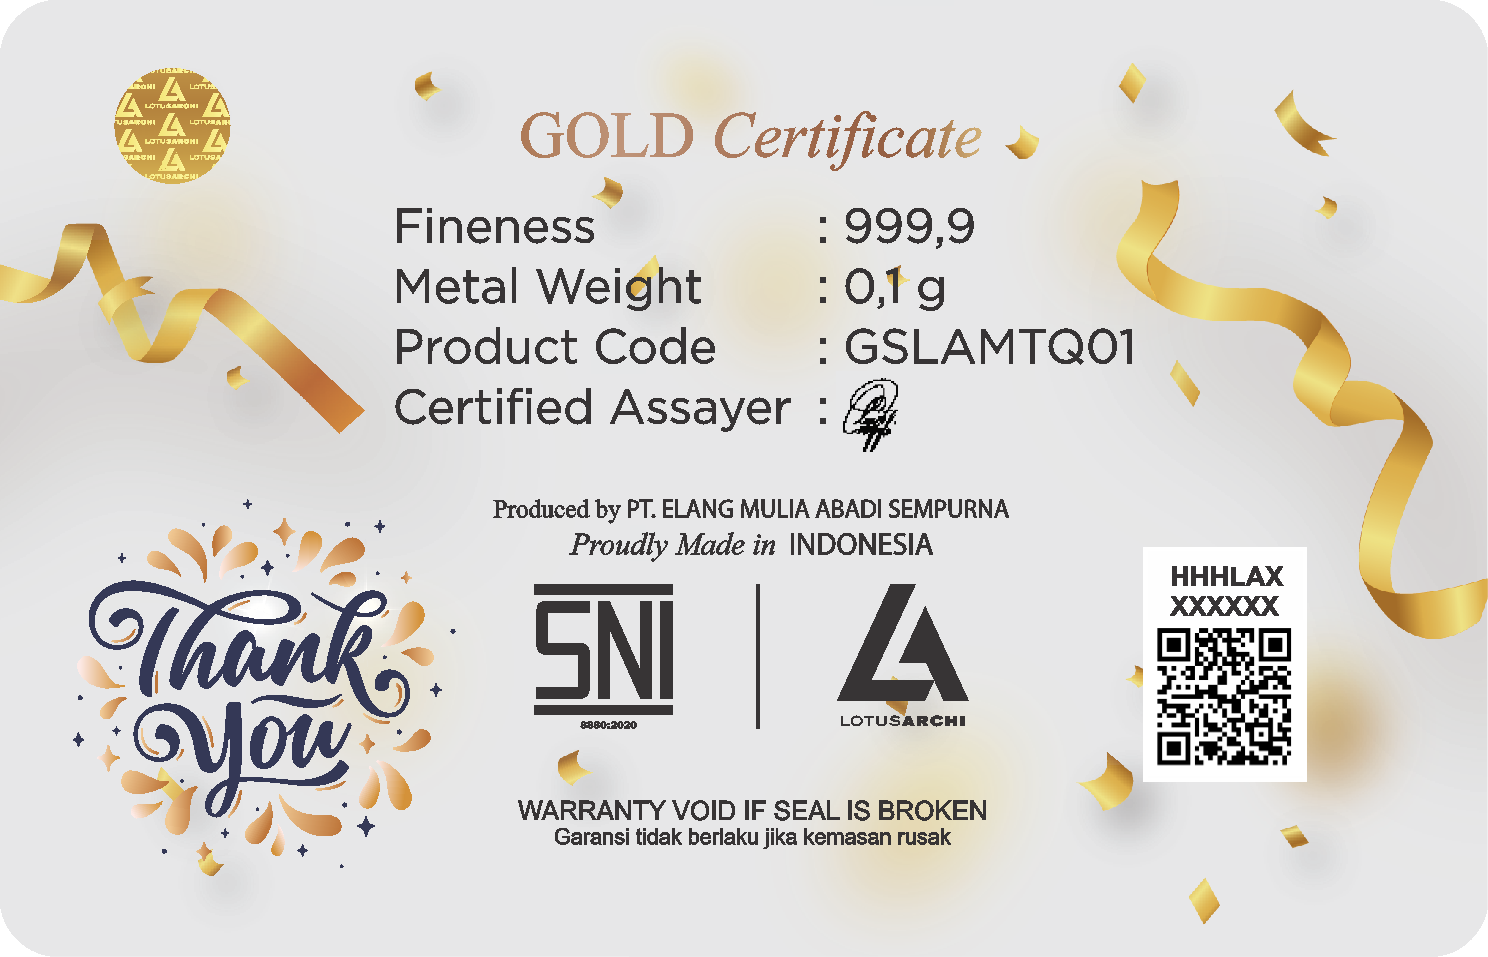 LOTUSARCHI
GOLD Certificate
Fineness : 999,9
Metal Weight : 0,1 g
Product Code : GSLAMTQ01
Certified Assayer :
Produced by PT. ELANG MULIA ABADI SEMPURNA
Proudly Made in INDONESIA
SNI
8880:2020
LOTUSARCHI
HHHLAX
XXXXXX
Thank
You
WARRANTY VOID IF SEAL IS BROKEN
Garansi tidak berlaku jika kemasan rusak